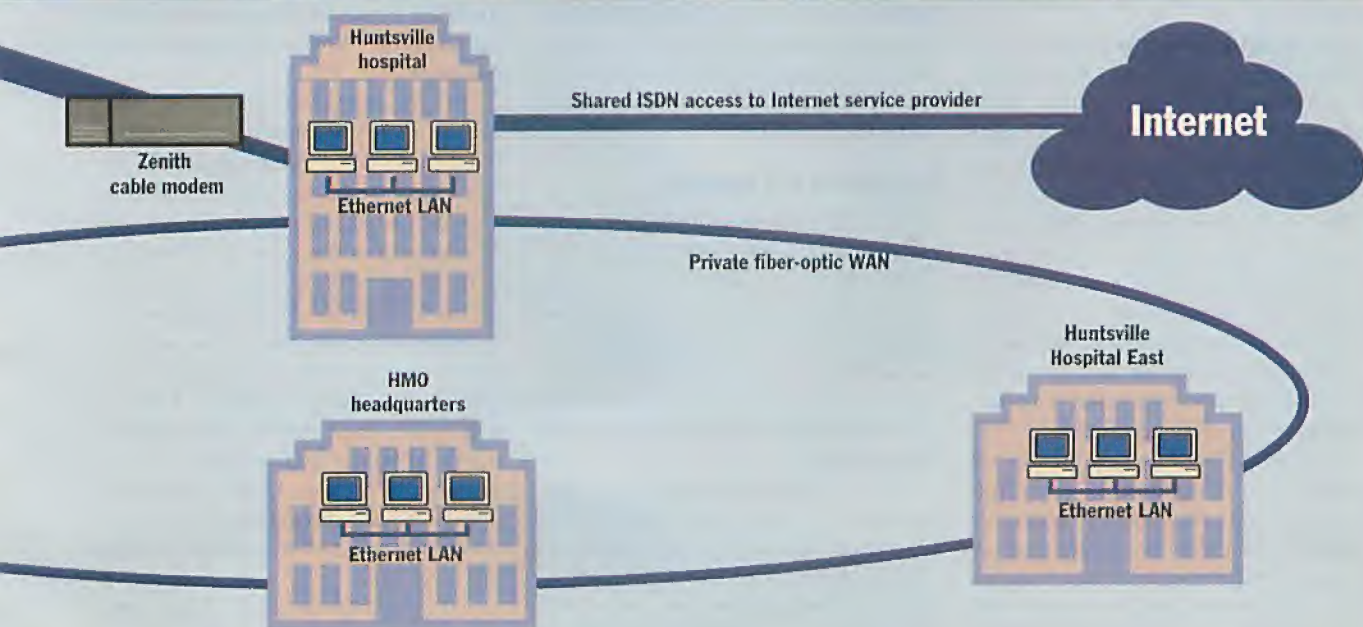 Huntsville
hospital
Shared ISDN access to Internet service provider
Internet
Zenith
cable modem
Ethernet LAN
Private fiber-optic WAN
Huntsville
Hospital East
HMO
headquarters
Ethernet LAN
Ethernet LAN